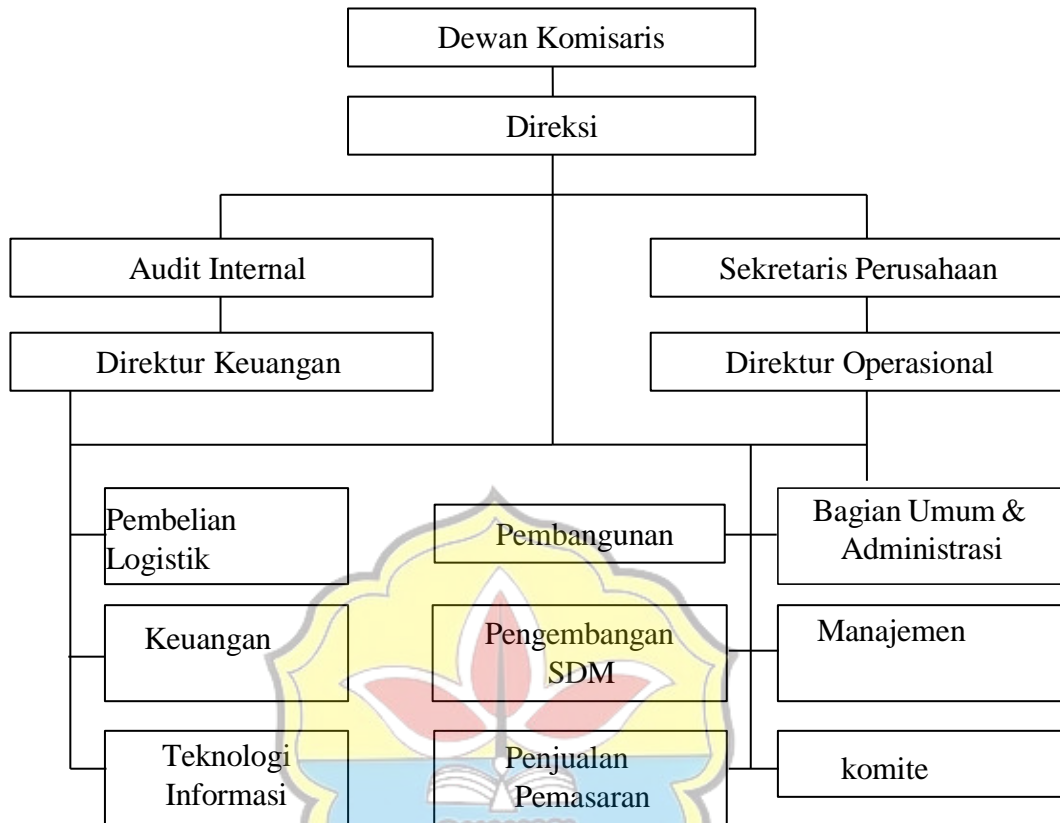 Dewan Komisaris
Direksi
Audit Internal
Sekretaris Perusahaan
Direktur Keuangan
Direktur Operasional
Pembelian
Logistik
Pembangunan
Bagian Umum &
Administrasi
Keuangan
Pengembangan
SDM
Manajemen
Teknologi
Informasi
Penjualan
Pemasaran
komite